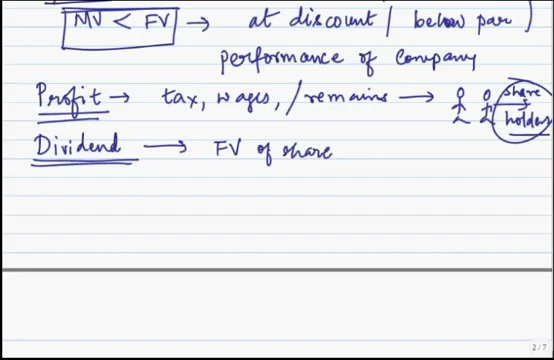 MV < FV → at discount / below par )
performance of Company
Profit → tax, wages, / remains → share holders
Dividend → FV of share
2/7